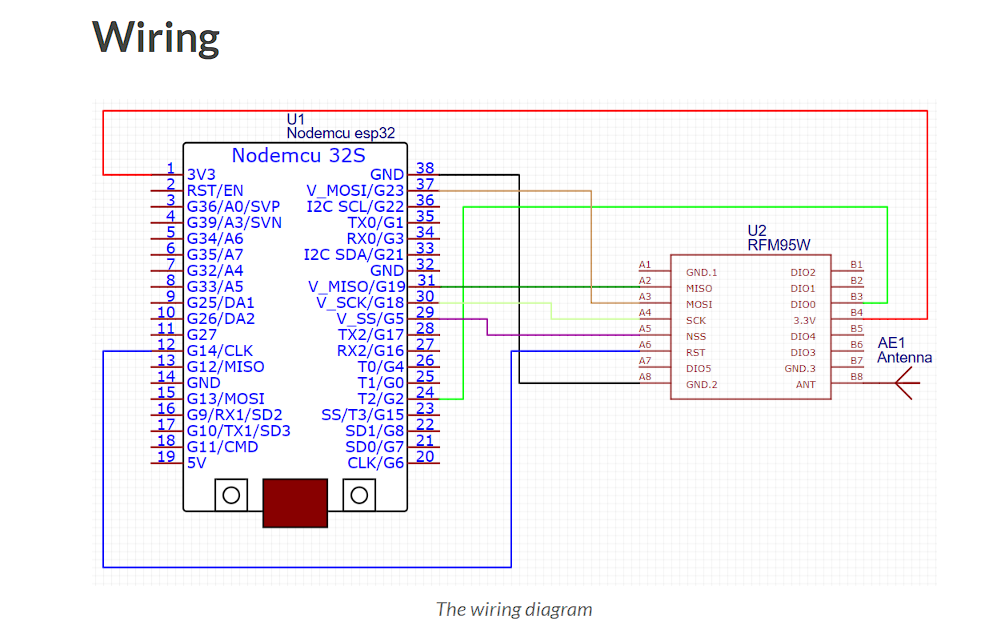 Wiring
U1
Nodemcu esp32
Nodemcu 32S
1 3V3 GND 38
2 RST/EN V_MOSI/G23 37
3 G36/A0/SVP I2C SCL/G22 36
4 G39/A3/SVN TX0/G1 35
5 G34/A6 RX0/G3 34
6 G35/A7 I2C SDA/G21 33
7 G32/A4 GND 32
8 G33/A5 V_MISO/G19 31
9 G25/DA1 V_SCK/G18 30
10 G26/DA2 V_SS/G5 29
11 G27 TX2/G17 28
12 G14/CLK RX2/G16 27
13 G12/MISO T0/G4 26
14 GND T1/G0 25
15 G13/MOSI T2/G2 24
16 G9/RX1/SD2 SS/T3/G15 23
17 G10/TX1/SD3 SD1/G8 22
18 G11/CMD SD0/G7 21
19 5V CLK/G6 20
U2
RFM95W
A1 GND.1 DIO2 B1
A2 MISO DIO1 B2
A3 MOSI DIO0 B3
A4 SCK 3.3V B4
A5 NSS DIO4 B5
A6 RST DIO3 B6
A7 DIO5 GND.3 B7
A8 GND.2 ANT B8
AE1
Antenna
The wiring diagram